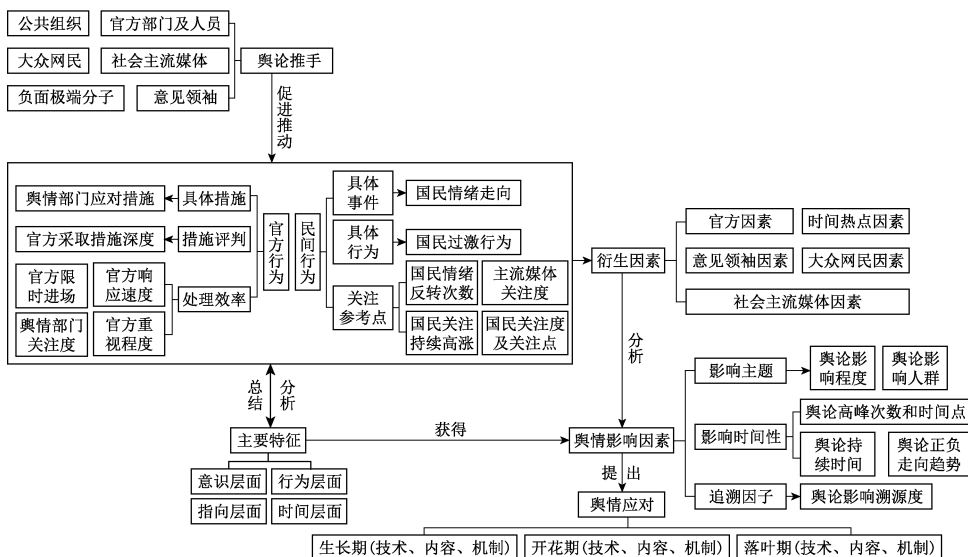 公共组织
官方部门及人员
大众网民
社会主流媒体
舆论推手
负面极端分子
意见领袖
促进推动
舆情部门应对措施
具体措施
官方采取措施深度
措施评判
官方限
时进场
官方响
应速度
舆情部门
关注度
官方重
视程度
处理效率
官方行为
民间行为
具体
事件
国民情绪走向
具体
行为
国民过激行为
关注
参考点
国民情绪
反转次数
主流媒体
关注度
国民关注
持续高涨
国民关注度
及关注点
衍生因素
官方因素
时间热点因素
意见领袖因素
大众网民因素
社会主流媒体因素
分析
总结
分析
主要特征
意识层面
行为层面
指向层面
时间层面
获得
舆情影响因素
影响主题
舆论影
响程度
舆论影
响人群
影响时间性
舆论高峰次数和时间点
舆论持
续时间
舆论正负
走向趋势
追溯因子
舆论影响溯源度
提出
舆情应对
生长期(技术、内容、机制)
开花期(技术、内容、机制)
落叶期(技术、内容、机制)